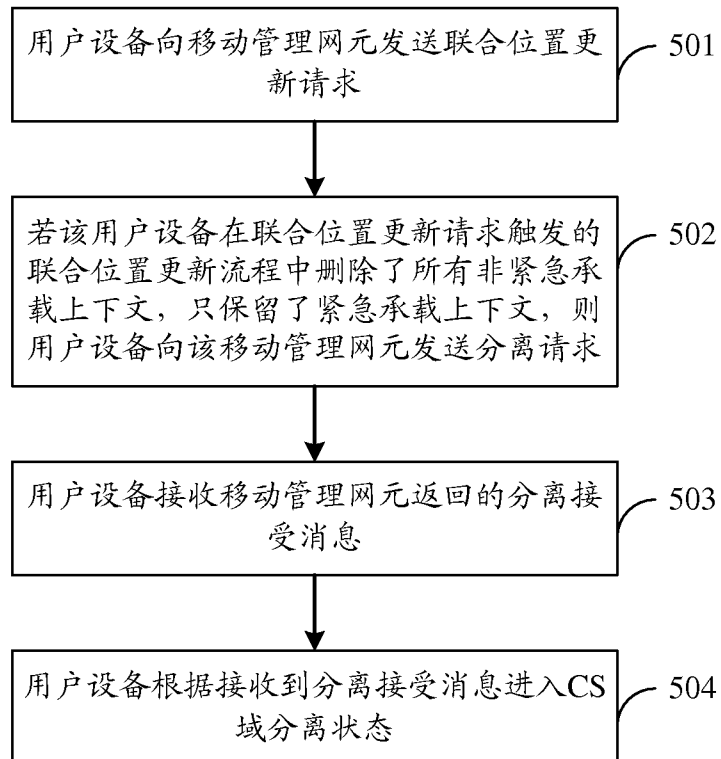 用户设备向移动管理网元发送联合位置更
新请求
501
若该用户设备在联合位置更新请求触发的
联合位置更新流程中删除了所有非紧急承
载上下文，只保留了紧急承载上下文，则
用户设备向该移动管理网元发送分离请求
502
用户设备接收移动管理网元返回的分离接
受消息
503
用户设备根据接收到分离接受消息进入CS
域分离状态
504